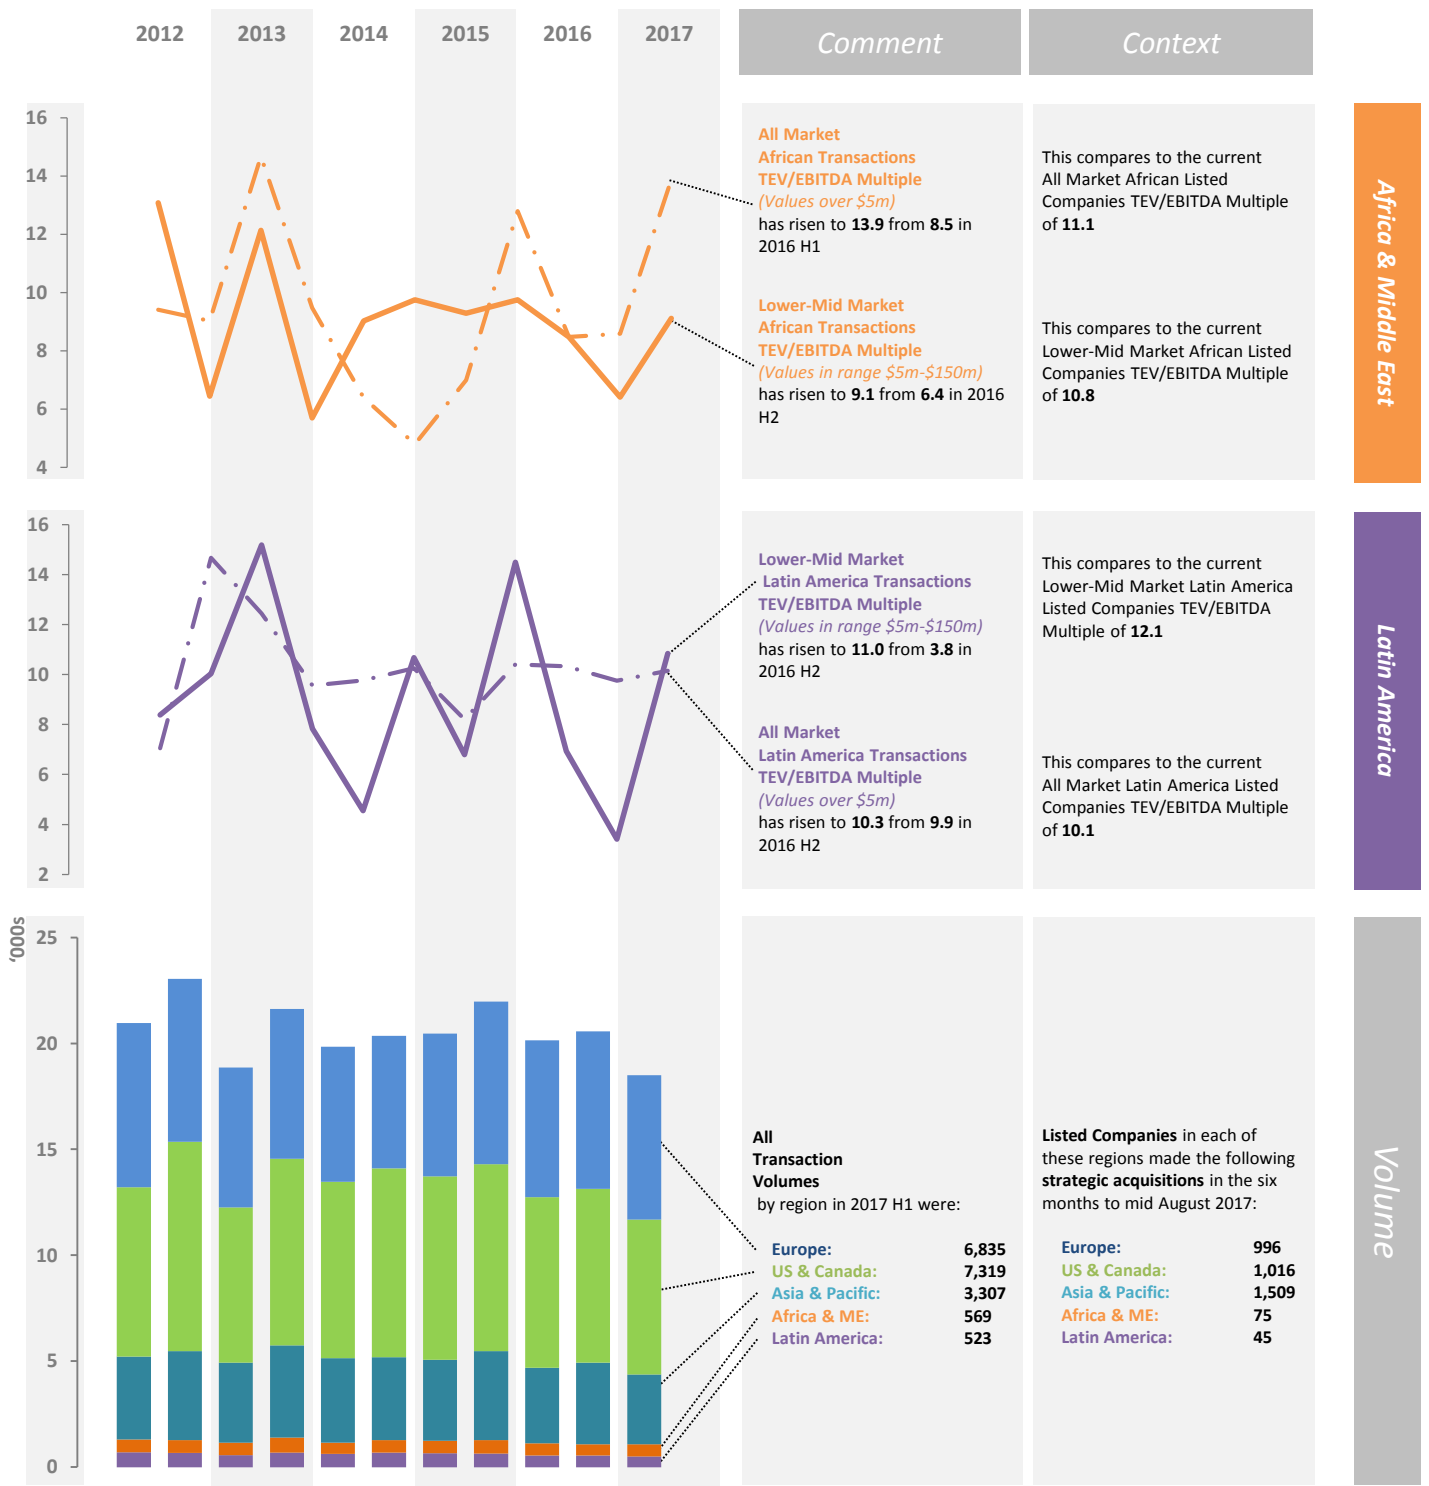 2012 2013 2014 2015 2016 2017
Comment
Context
16
14
12
10
8
6
4
All Market
African Transactions
TEV/EBITDA Multiple
(Values over $5m)
has risen to 13.9 from 8.5 in
2016 H1
This compares to the current
All Market African Listed
Companies TEV/EBITDA Multiple
of 11.1
Lower-Mid Market
African Transactions
TEV/EBITDA Multiple
(Values in range $5m-$150m)
has risen to 9.1 from 6.4 in 2016
H2
This compares to the current
Lower-Mid Market African Listed
Companies TEV/EBITDA Multiple
of 10.8
Africa & Middle East
16
14
12
10
8
6
4
2
Lower-Mid Market
Latin America Transactions
TEV/EBITDA Multiple
(Values in range $5m-$150m)
has risen to 11.0 from 3.8 in
2016 H2
This compares to the current
Lower-Mid Market Latin America
Listed Companies TEV/EBITDA
Multiple of 12.1
All Market
Latin America Transactions
TEV/EBITDA Multiple
(Values over $5m)
has risen to 10.3 from 9.9 in
2016 H2
This compares to the current
All Market Latin America Listed
Companies TEV/EBITDA Multiple
of 10.1
Latin America
'000s
25
20
15
10
5
0
All
Transaction
Volumes
by region in 2017 H1 were:
Europe: 6,835
US & Canada: 7,319
Asia & Pacific: 3,307
Africa & ME: 569
Latin America: 523
Listed Companies in each of
these regions made the following
strategic acquisitions in the six
months to mid August 2017:
Europe: 996
US & Canada: 1,016
Asia & Pacific: 1,509
Africa & ME: 75
Latin America: 45
Volume